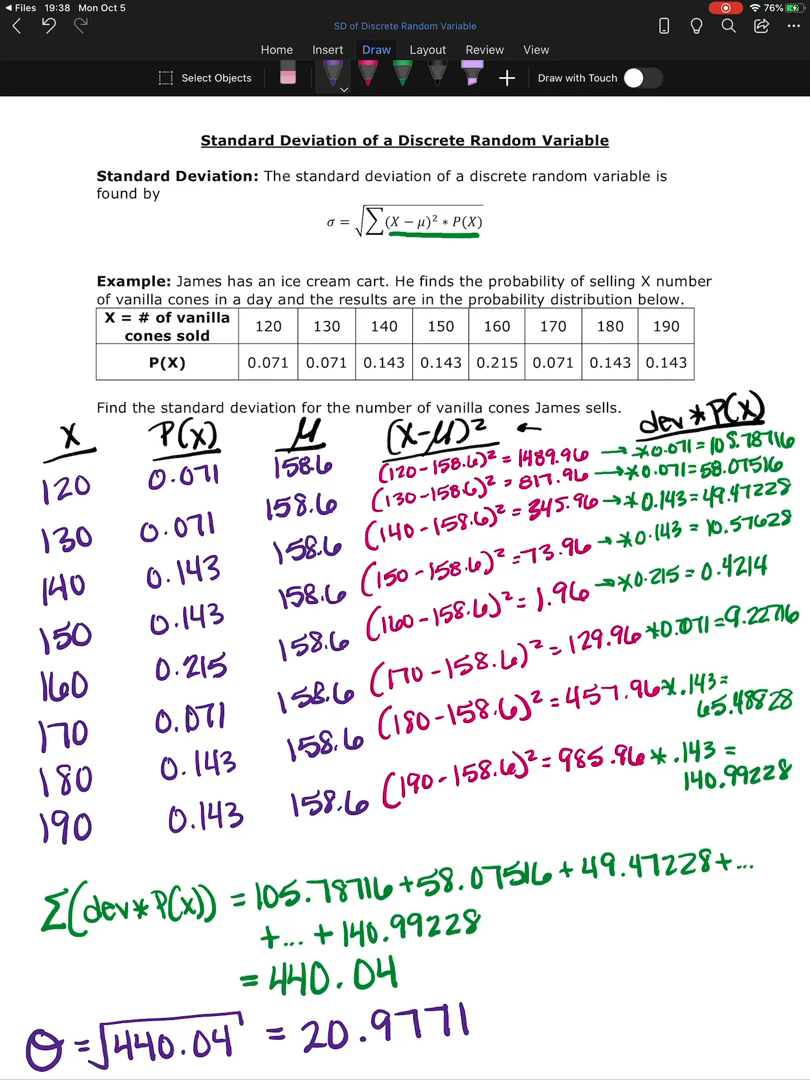 Files 19:38 Mon Oct 5 76%
SD of Discrete Random Variable
Home Insert Draw Layout Review View
Select Objects Draw with Touch
Standard Deviation of a Discrete Random Variable
Standard Deviation: The standard deviation of a discrete random variable is
found by
σ = √∑(X − μ)² * P(X)
Example: James has an ice cream cart. He finds the probability of selling X number
of vanilla cones in a day and the results are in the probability distribution below.
X = # of vanilla cones sold 120 130 140 150 160 170 180 190
P(X) 0.071 0.071 0.143 0.143 0.215 0.071 0.143 0.143
Find the standard deviation for the number of vanilla cones James sells.
X P(X) μ (X-μ)² ← dev*P(X)
120 0.071 158.6 (120-158.6)² = 1489.96 → *0.071 = 105.78716
130 0.071 158.6 (130-158.6)² = 817.96 → *0.071 = 58.07516
140 0.143 158.6 (140-158.6)² = 345.96 → *0.143 = 49.47228
150 0.143 158.6 (150-158.6)² = 73.96 → *0.143 = 10.57628
160 0.215 158.6 (160-158.6)² = 1.96 → *0.215 = 0.4214
170 0.071 158.6 (170-158.6)² = 129.96 *0.071 = 9.22716
180 0.143 158.6 (180-158.6)² = 457.96 *.143 =
65.48828
190 0.143 158.6 (190-158.6)² = 985.96 * .143 =
140.99228
Σ(dev*P(X)) = 105.78716 + 58.07516 + 49.47228 + ...
+ ... + 140.99228
= 440.04
σ = √440.04 = 20.9771